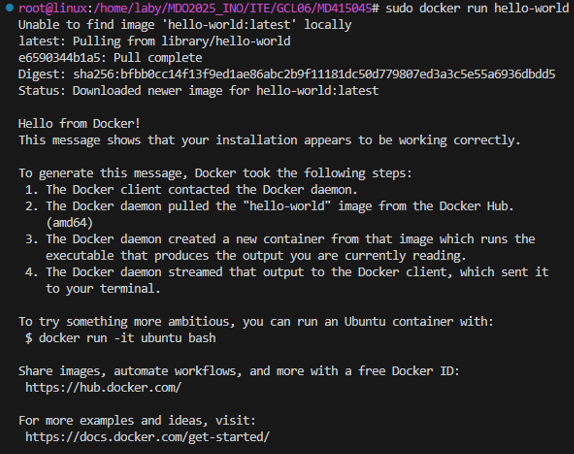 root@linux:/home/laby/MDO2025_INO/ITE/GCL06/MD415045# sudo docker run hello-world
Unable to find image 'hello-world:latest' locally
latest: Pulling from library/hello-world
e6590344b1a5: Pull complete
Digest: sha256:bfbb0cc14f13f9ed1ae86abc2b9f11181dc50d779807ed3a3c5e55a6936dbdd5
Status: Downloaded newer image for hello-world:latest

Hello from Docker!
This message shows that your installation appears to be working correctly.

To generate this message, Docker took the following steps:
 1. The Docker client contacted the Docker daemon.
 2. The Docker daemon pulled the "hello-world" image from the Docker Hub.
    (amd64)
 3. The Docker daemon created a new container from that image which runs the
    executable that produces the output you are currently reading.
 4. The Docker daemon streamed that output to the Docker client, which sent it
    to your terminal.

To try something more ambitious, you can run an Ubuntu container with:
 $ docker run -it ubuntu bash

Share images, automate workflows, and more with a free Docker ID:
 https://hub.docker.com/

For more examples and ideas, visit:
 https://docs.docker.com/get-started/